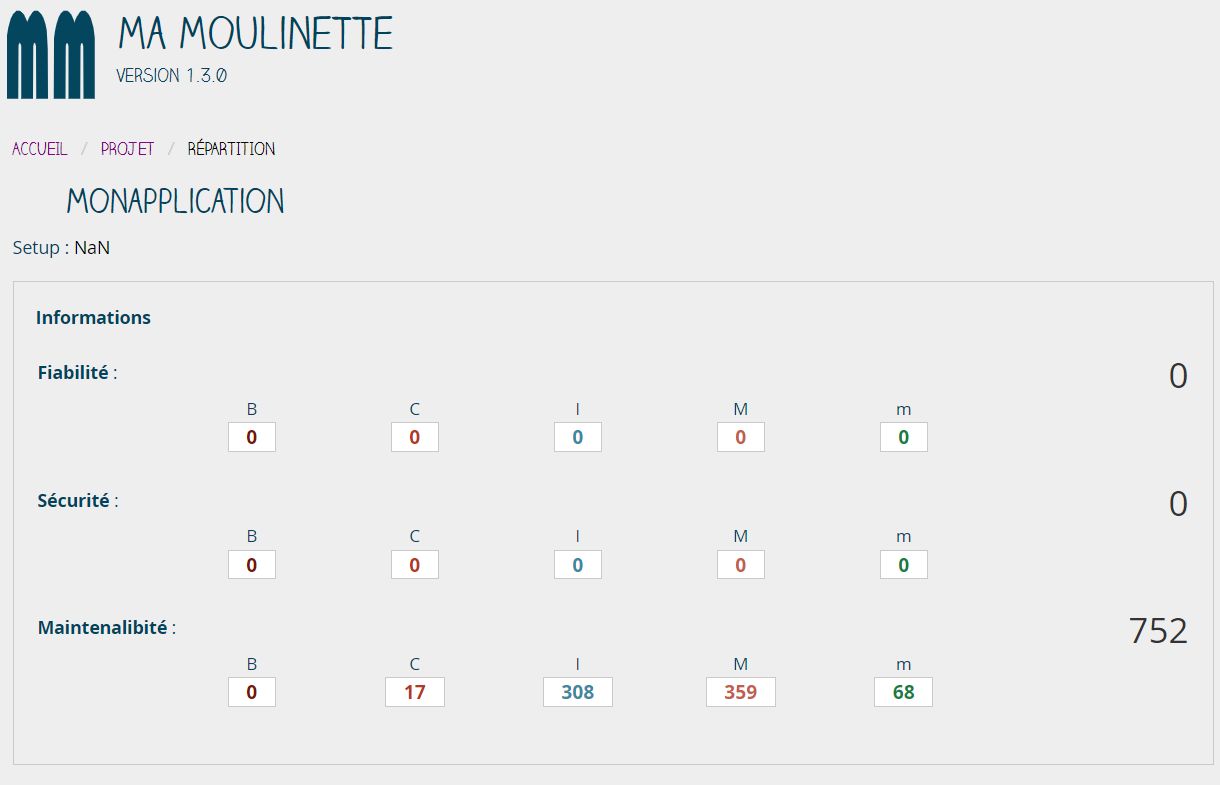 MA MOULINETTE
VERSION 1.3.0
ACCUEIL / PROJET / RÉPARTITION
MONAPPLICATION
Setup : NaN
Informations
Fiabilité : 0
B C I M m
0 0 0 0 0
Sécurité : 0
B C I M m
0 0 0 0 0
Maintenalibité : 752
B C I M m
0 17 308 359 68